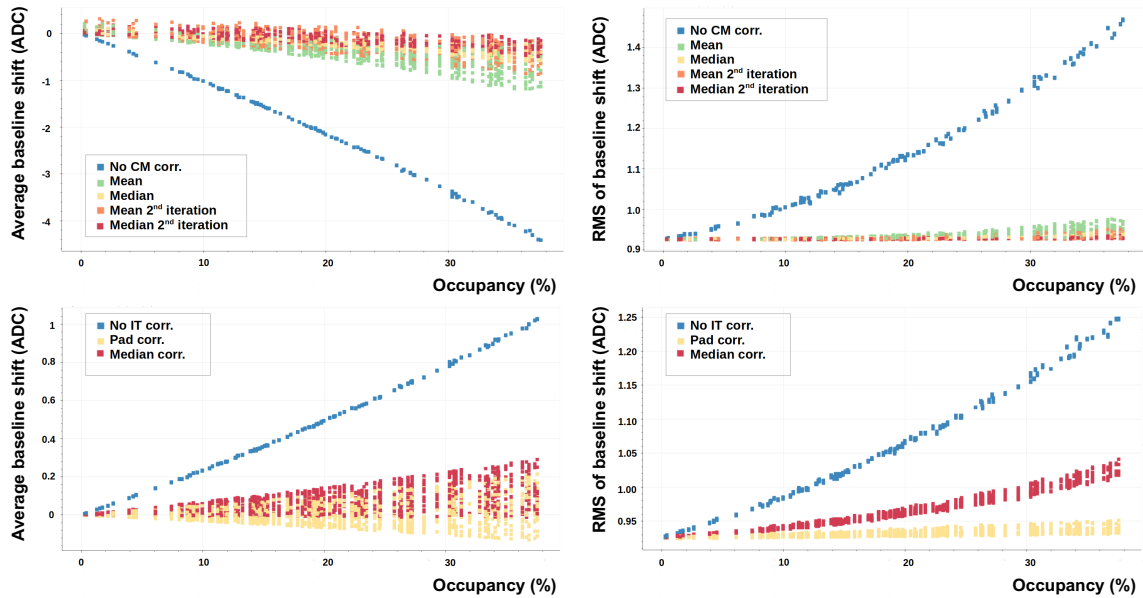 Average baseline shift (ADC)
0
-1
-2
-3
-4
No CM corr.
Mean
Median
Mean 2nd iteration
Median 2nd iteration
0 10 20 30
Occupancy (%)
RMS of baseline shift (ADC)
1.4
1.3
1.2
1.1
1.0
0.9
No CM corr.
Mean
Median
Mean 2nd iteration
Median 2nd iteration
0 10 20 30
Occupancy (%)
Average baseline shift (ADC)
1
0.8
0.6
0.4
0.2
0
No IT corr.
Pad corr.
Median corr.
0 10 20 30
Occupancy (%)
RMS of baseline shift (ADC)
1.25
1.20
1.15
1.10
1.05
1.00
0.95
No IT corr.
Pad corr.
Median corr.
0 10 20 30
Occupancy (%)